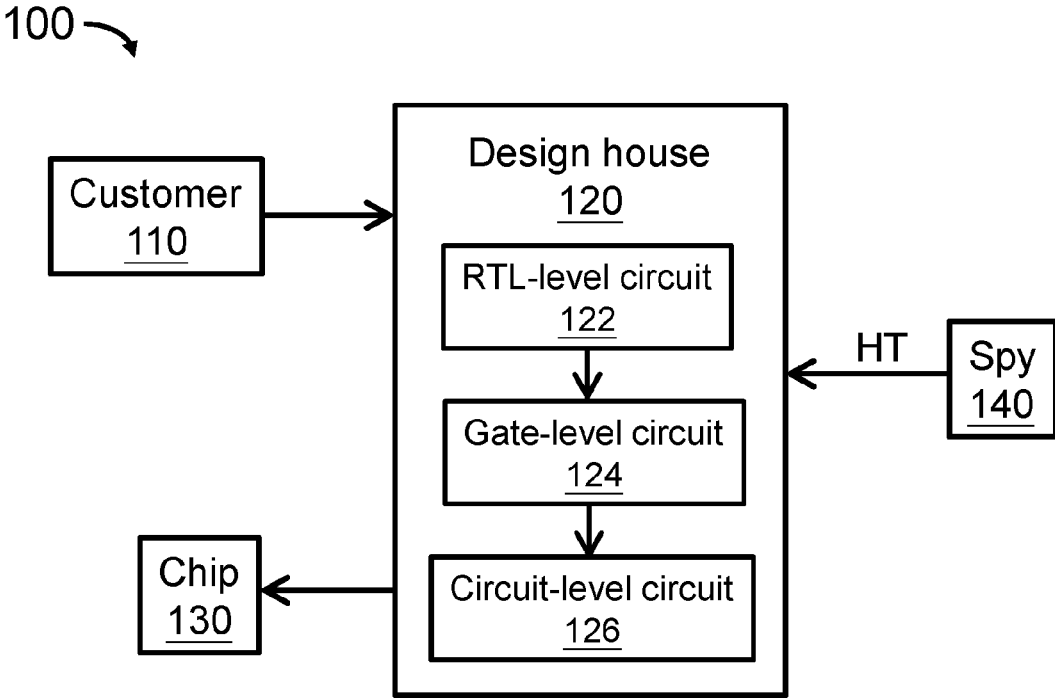 100
Customer
110
Design house
120
RTL-level circuit
122
Gate-level circuit
124
Circuit-level circuit
126
HT
Spy
140
Chip
130